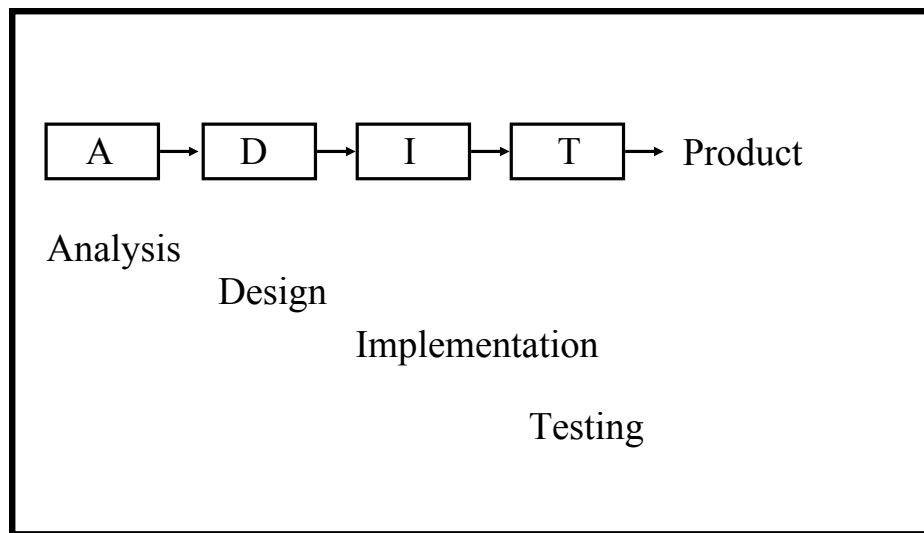 A D I T Product
Analysis
Design
Implementation
Testing